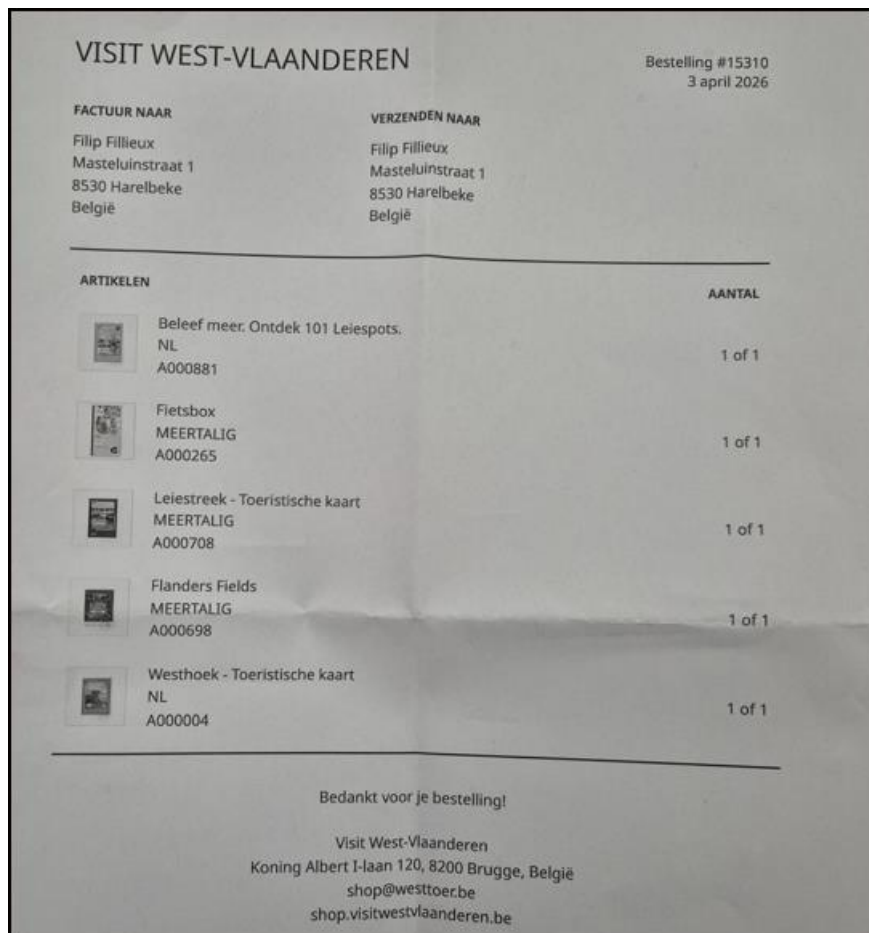 VISIT WEST-VLAANDEREN
Bestelling #15310
3 april 2026
FACTUUR NAAR
Filip Fillieux
Masteluinstraat 1
8530 Harelbeke
België
VERZENDEN NAAR
Filip Fillieux
Masteluinstraat 1
8530 Harelbeke
België
ARTIKELEN
AANTAL
Beleef meer. Ontdek 101 Leiespots.
NL
A000881
1 of 1
Fietsbox
MEERTALIG
A000265
1 of 1
Leiestreek - Toeristische kaart
MEERTALIG
A000708
1 of 1
Flanders Fields
MEERTALIG
A000698
1 of 1
Westhoek - Toeristische kaart
NL
A000004
1 of 1
Bedankt voor je bestelling!
Visit West-Vlaanderen
Koning Albert I-laan 120, 8200 Brugge, België
shop@westtoer.be
shop.visitwestvlaanderen.be